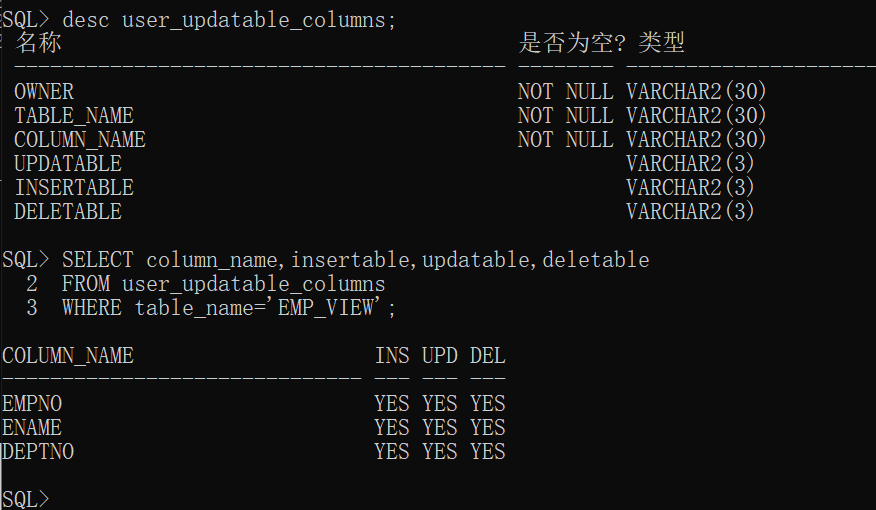 SQL> desc user_updatable_columns;
名称                                      是否为空? 类型
----------------------------------------- -------- ---------------------
OWNER                                     NOT NULL VARCHAR2(30)
TABLE_NAME                                NOT NULL VARCHAR2(30)
COLUMN_NAME                               NOT NULL VARCHAR2(30)
UPDATABLE                                          VARCHAR2(3)
INSERTABLE                                         VARCHAR2(3)
DELETABLE                                          VARCHAR2(3)
SQL> SELECT column_name,insertable,updatable,deletable
2  FROM user_updatable_columns
3  WHERE table_name='EMP_VIEW';
COLUMN_NAME                    INS UPD DEL
------------------------------ --- --- ---
EMPNO                          YES YES YES
ENAME                          YES YES YES
DEPTNO                         YES YES YES
SQL>